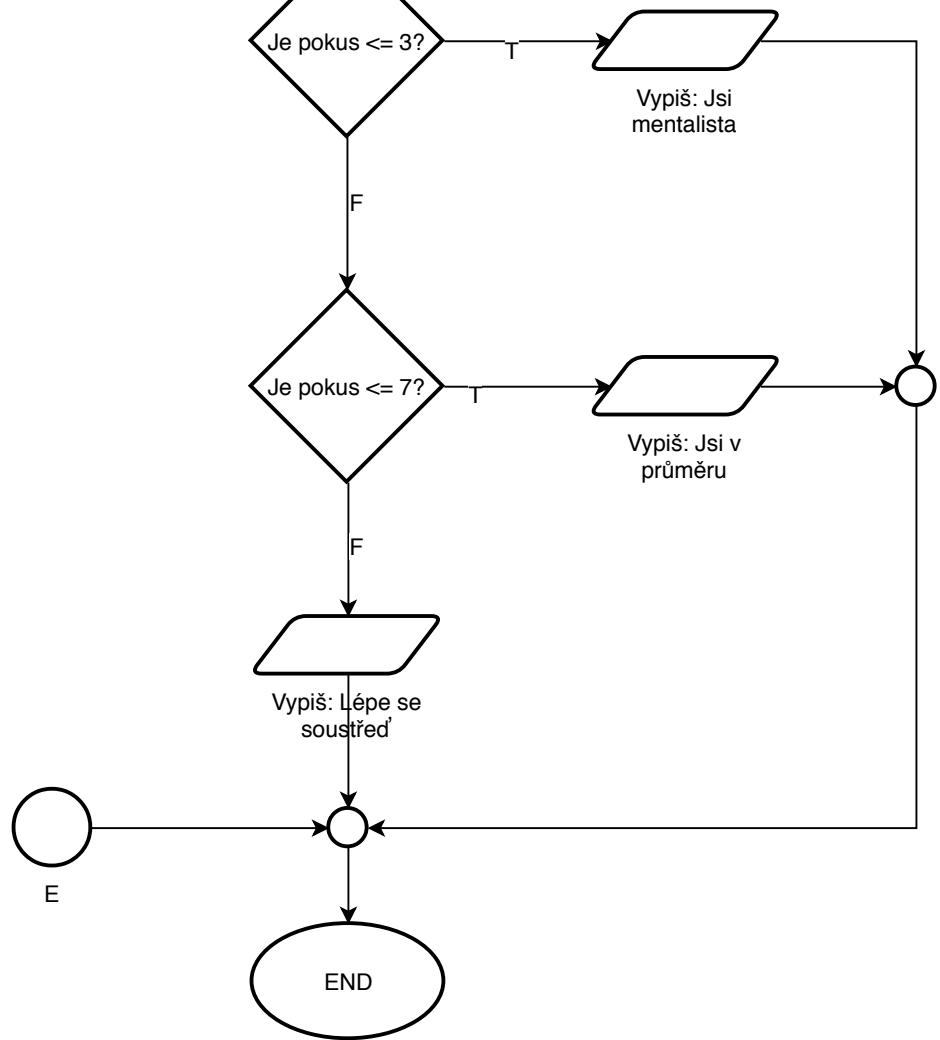 Je pokus <= 3?
T
Vypiš: Jsi
mentalista
F
Je pokus <= 7?
T
Vypiš: Jsi v
průměru
F
Vypiš: Lépe se
soustřeď
E
END